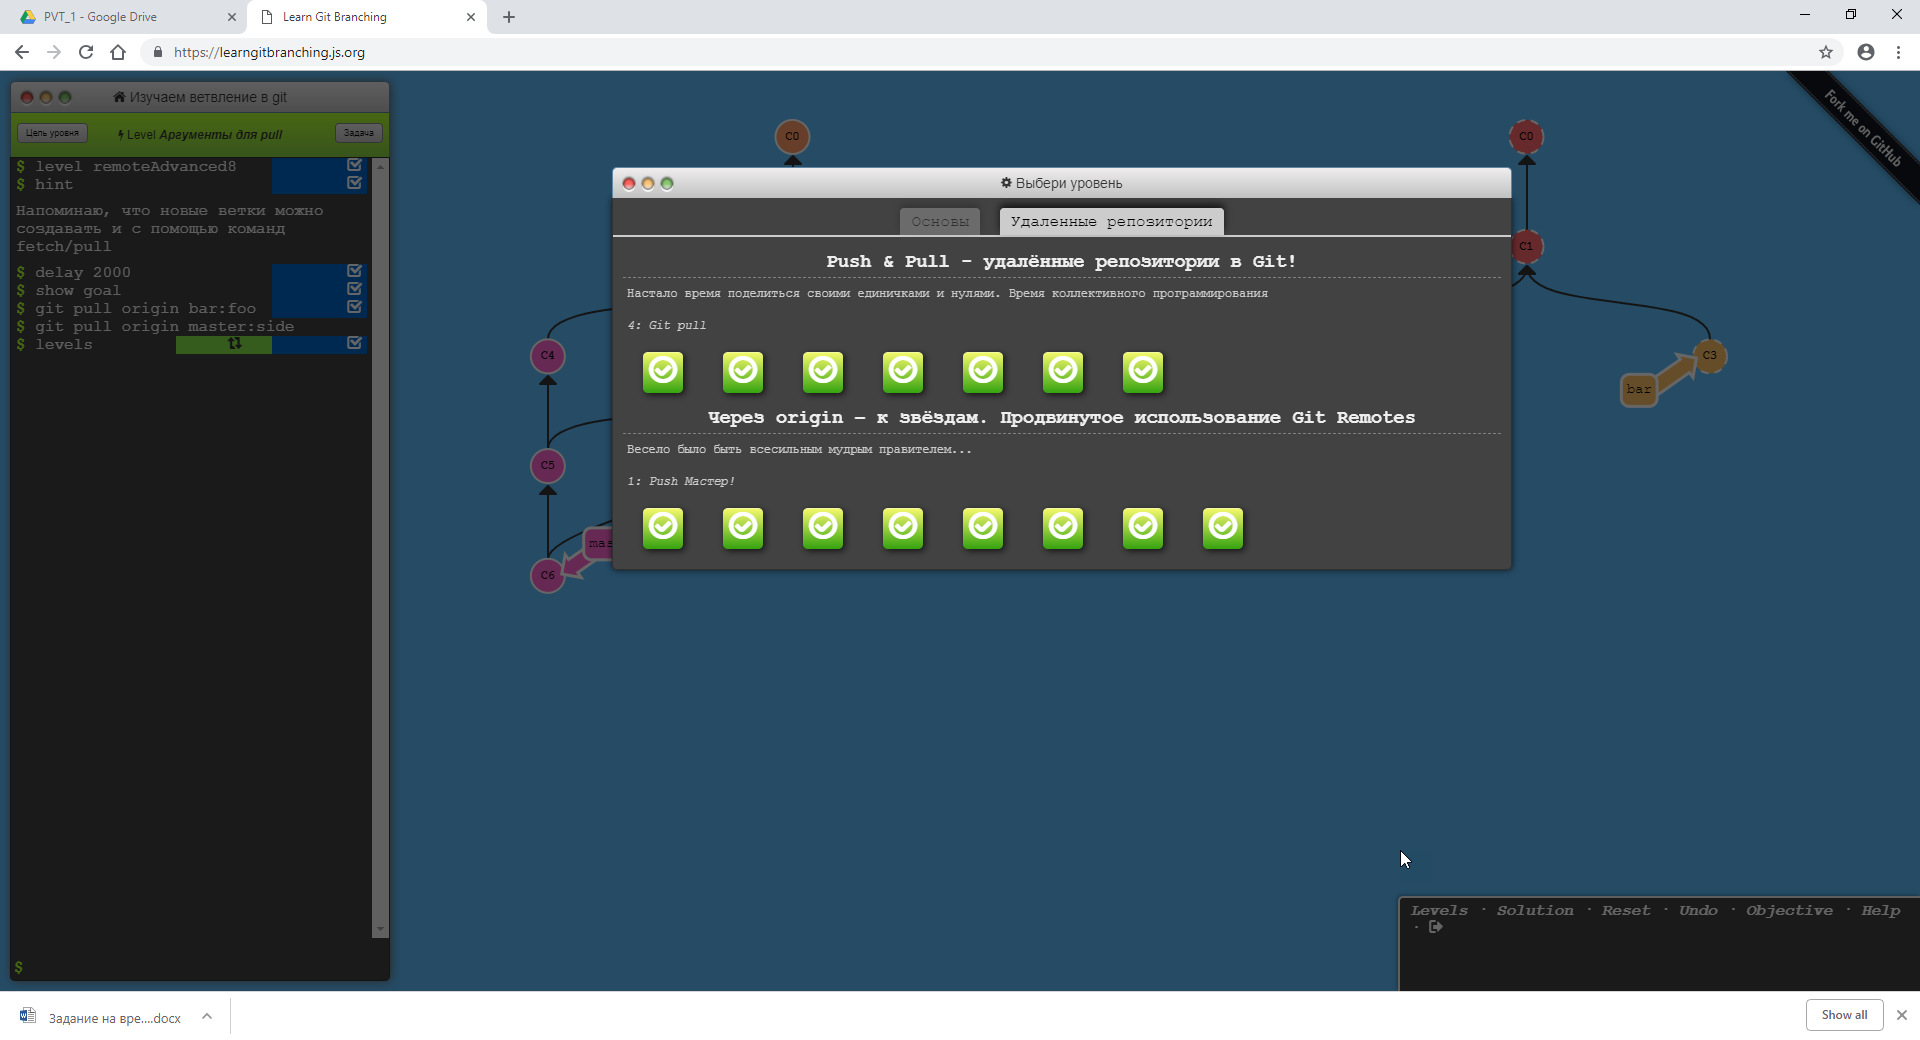 PVT_1 - Google Drive
Learn Git Branching
https://learngitbranching.js.org
Изучаем ветвление в git
Цель уровня
Level Аргументы для pull
Задача
$ level remoteAdvanced8
$ hint
Напоминаю, что новые ветки можно
создавать и с помощью команд
fetch/pull
$ delay 2000
$ show goal
$ git pull origin bar:foo
$ git pull origin master:side
$ levels
$
C0
C4
C5
C6
mas
Выбери уровень
Основы
Удаленные репозитории
Push & Pull - удалённые репозитории в Git!
Настало время поделиться своими единичками и нулями. Время коллективного программирования
4: Git pull
Через origin – к звёздам. Продвинутое использование Git Remotes
Весело было быть всесильным мудрым правителем...
1: Push Мастер!
C0
C1
C3
bar
Fork me on GitHub
Levels · Solution · Reset · Undo · Objective · Help
·
Задание на вре....docx
Show all